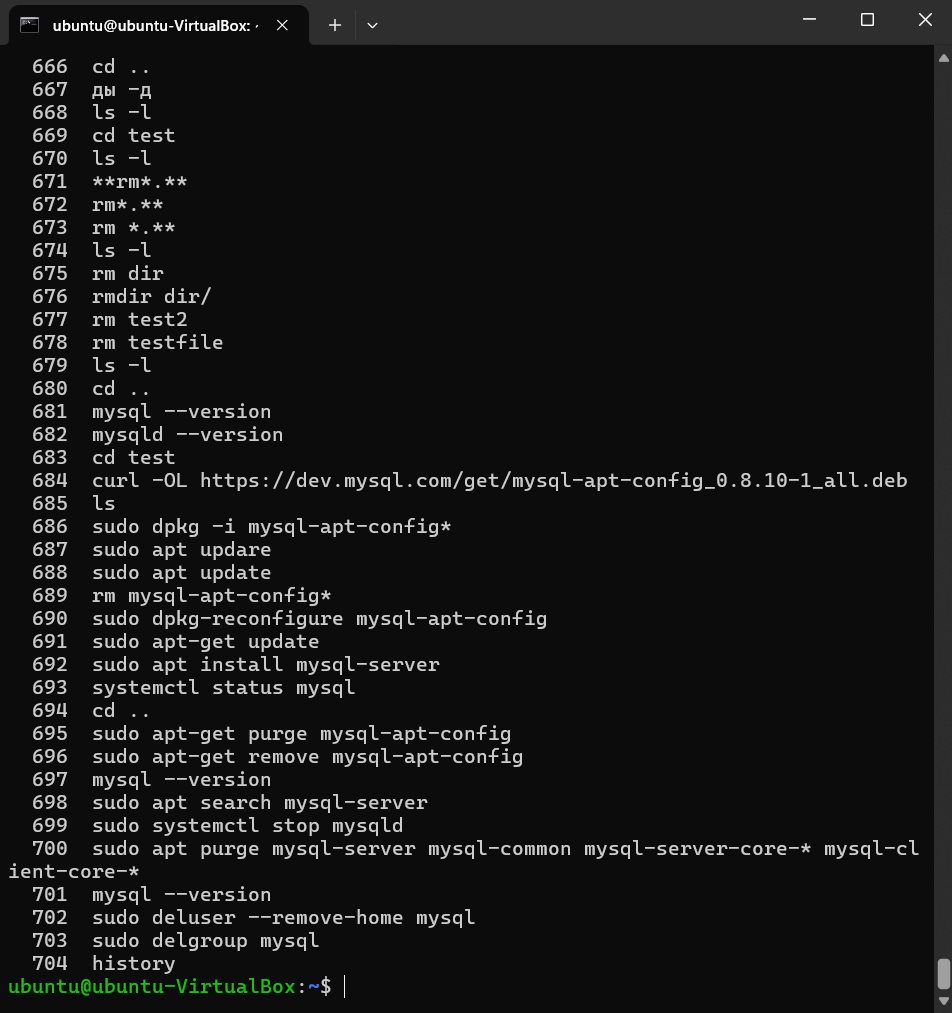 ubuntu@ubuntu-VirtualBox: ~
666 cd ..
667 ды -д
668 ls -l
669 cd test
670 ls -l
671 **rm*.**
672 rm*.**
673 rm *.**
674 ls -l
675 rm dir
676 rmdir dir/
677 rm test2
678 rm testfile
679 ls -l
680 cd ..
681 mysql --version
682 mysqld --version
683 cd test
684 curl -OL https://dev.mysql.com/get/mysql-apt-config_0.8.10-1_all.deb
685 ls
686 sudo dpkg -i mysql-apt-config*
687 sudo apt updare
688 sudo apt update
689 rm mysql-apt-config*
690 sudo dpkg-reconfigure mysql-apt-config
691 sudo apt-get update
692 sudo apt install mysql-server
693 systemctl status mysql
694 cd ..
695 sudo apt-get purge mysql-apt-config
696 sudo apt-get remove mysql-apt-config
697 mysql --version
698 sudo apt search mysql-server
699 sudo systemctl stop mysqld
700 sudo apt purge mysql-server mysql-common mysql-server-core-* mysql-cl
ient-core-*
701 mysql --version
702 sudo deluser --remove-home mysql
703 sudo delgroup mysql
704 history
ubuntu@ubuntu-VirtualBox:~$